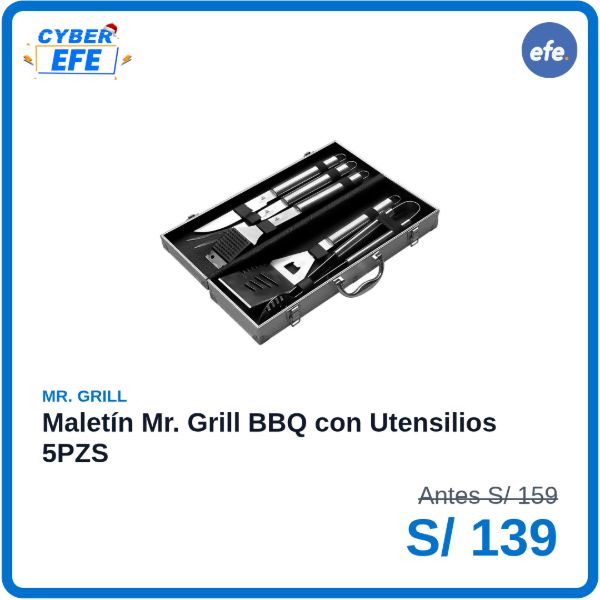 CYBER
EFE
efe.
MR. GRILL
Maletín Mr. Grill BBQ con Utensilios
5PZS
Antes S/ 159
S/ 139